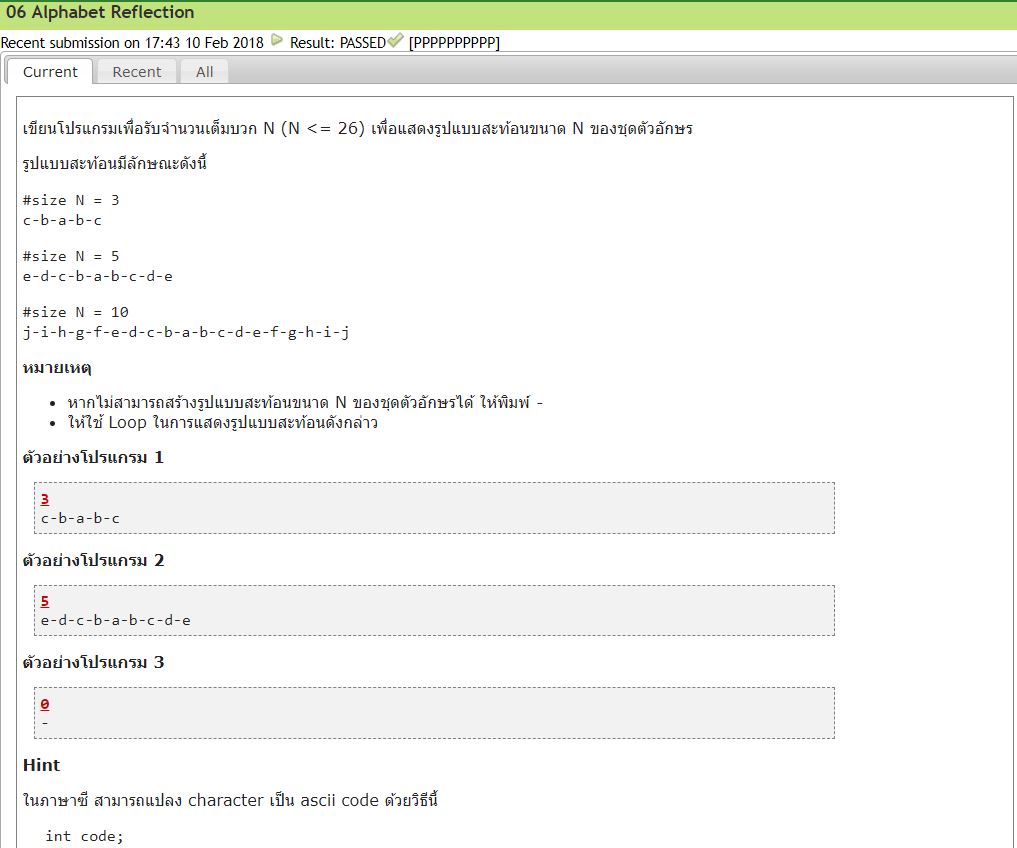 06 Alphabet Reflection
Recent submission on 17:43 10 Feb 2018 Result: PASSED [PPPPPPPPPP]
Current Recent All
เขียนโปรแกรมเพื่อรับจำนวนเต็มบวก N (N <= 26) เพื่อแสดงรูปแบบสะท้อนขนาด N ของชุดตัวอักษร
รูปแบบสะท้อนมีลักษณะดังนี้
#size N = 3
c-b-a-b-c
#size N = 5
e-d-c-b-a-b-c-d-e
#size N = 10
j-i-h-g-f-e-d-c-b-a-b-c-d-e-f-g-h-i-j
หมายเหตุ
• หากไม่สามารถสร้างรูปแบบสะท้อนขนาด N ของชุดตัวอักษรได้ ให้พิมพ์ -
• ให้ใช้ Loop ในการแสดงรูปแบบสะท้อนดังกล่าว
ตัวอย่างโปรแกรม 1
3
c-b-a-b-c
ตัวอย่างโปรแกรม 2
5
e-d-c-b-a-b-c-d-e
ตัวอย่างโปรแกรม 3
0
-
Hint
ในภาษาซี สามารถแปลง character เป็น ascii code ด้วยวิธีนี้
int code;